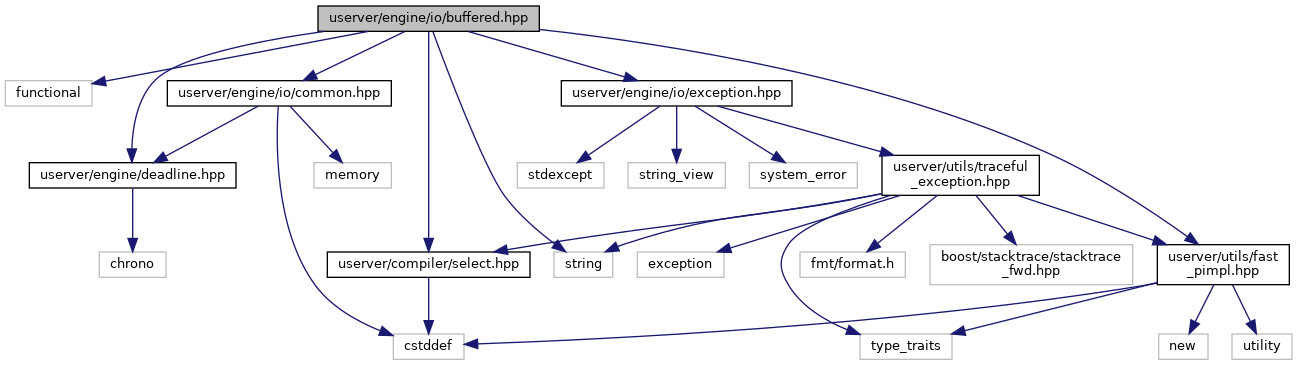 userver/engine/io/buffered.hpp
functional
userver/engine/io/common.hpp
userver/engine/io/exception.hpp
userver/engine/deadline.hpp
memory
stdexcept
string_view
system_error
userver/utils/traceful
_exception.hpp
chrono
userver/compiler/select.hpp
string
exception
fmt/format.h
boost/stacktrace/stacktrace
_fwd.hpp
userver/utils/fast
_pimpl.hpp
cstddef
type_traits
new
utility